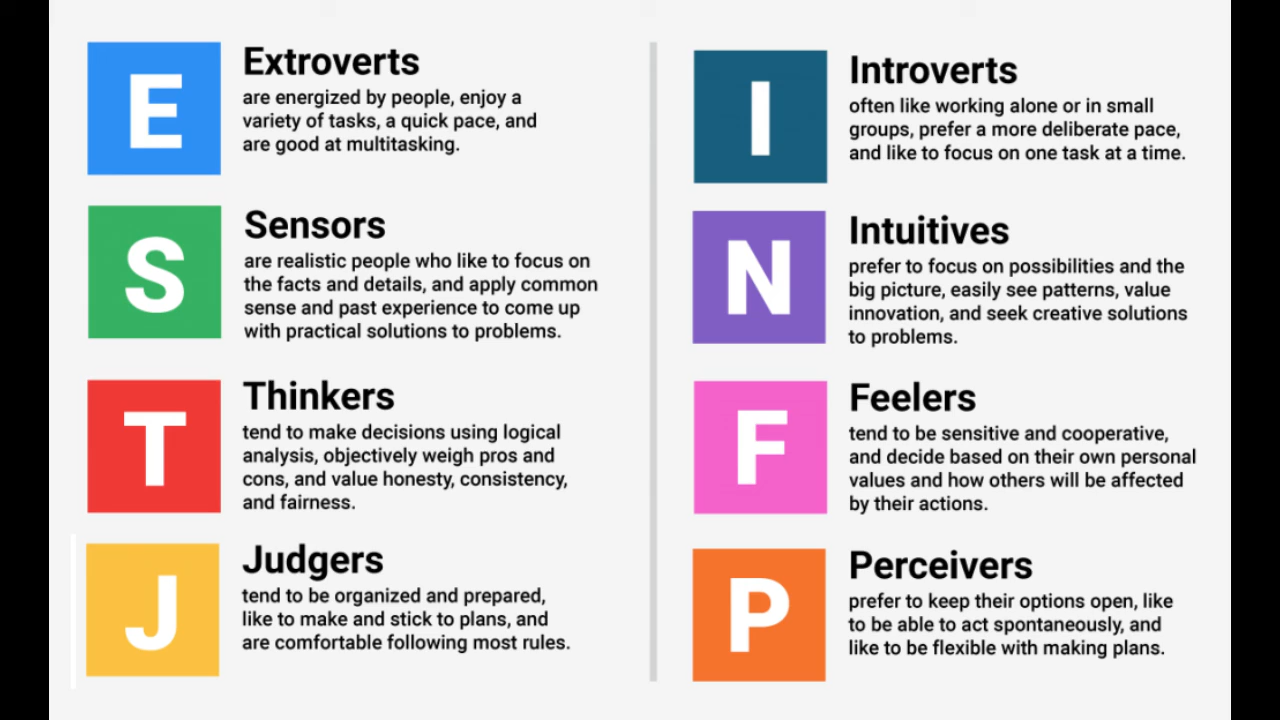 E
Extroverts
are energized by people, enjoy a
variety of tasks, a quick pace, and
are good at multitasking.
S
Sensors
are realistic people who like to focus on
the facts and details, and apply common
sense and past experience to come up
with practical solutions to problems.
T
Thinkers
tend to make decisions using logical
analysis, objectively weigh pros and
cons, and value honesty, consistency,
and fairness.
J
Judgers
tend to be organized and prepared,
like to make and stick to plans, and
are comfortable following most rules.
I
Introverts
often like working alone or in small
groups, prefer a more deliberate pace,
and like to focus on one task at a time.
N
Intuitives
prefer to focus on possibilities and the
big picture, easily see patterns, value
innovation, and seek creative solutions
to problems.
F
Feelers
tend to be sensitive and cooperative,
and decide based on their own personal
values and how others will be affected
by their actions.
P
Perceivers
prefer to keep their options open, like
to be able to act spontaneously, and
like to be flexible with making plans.